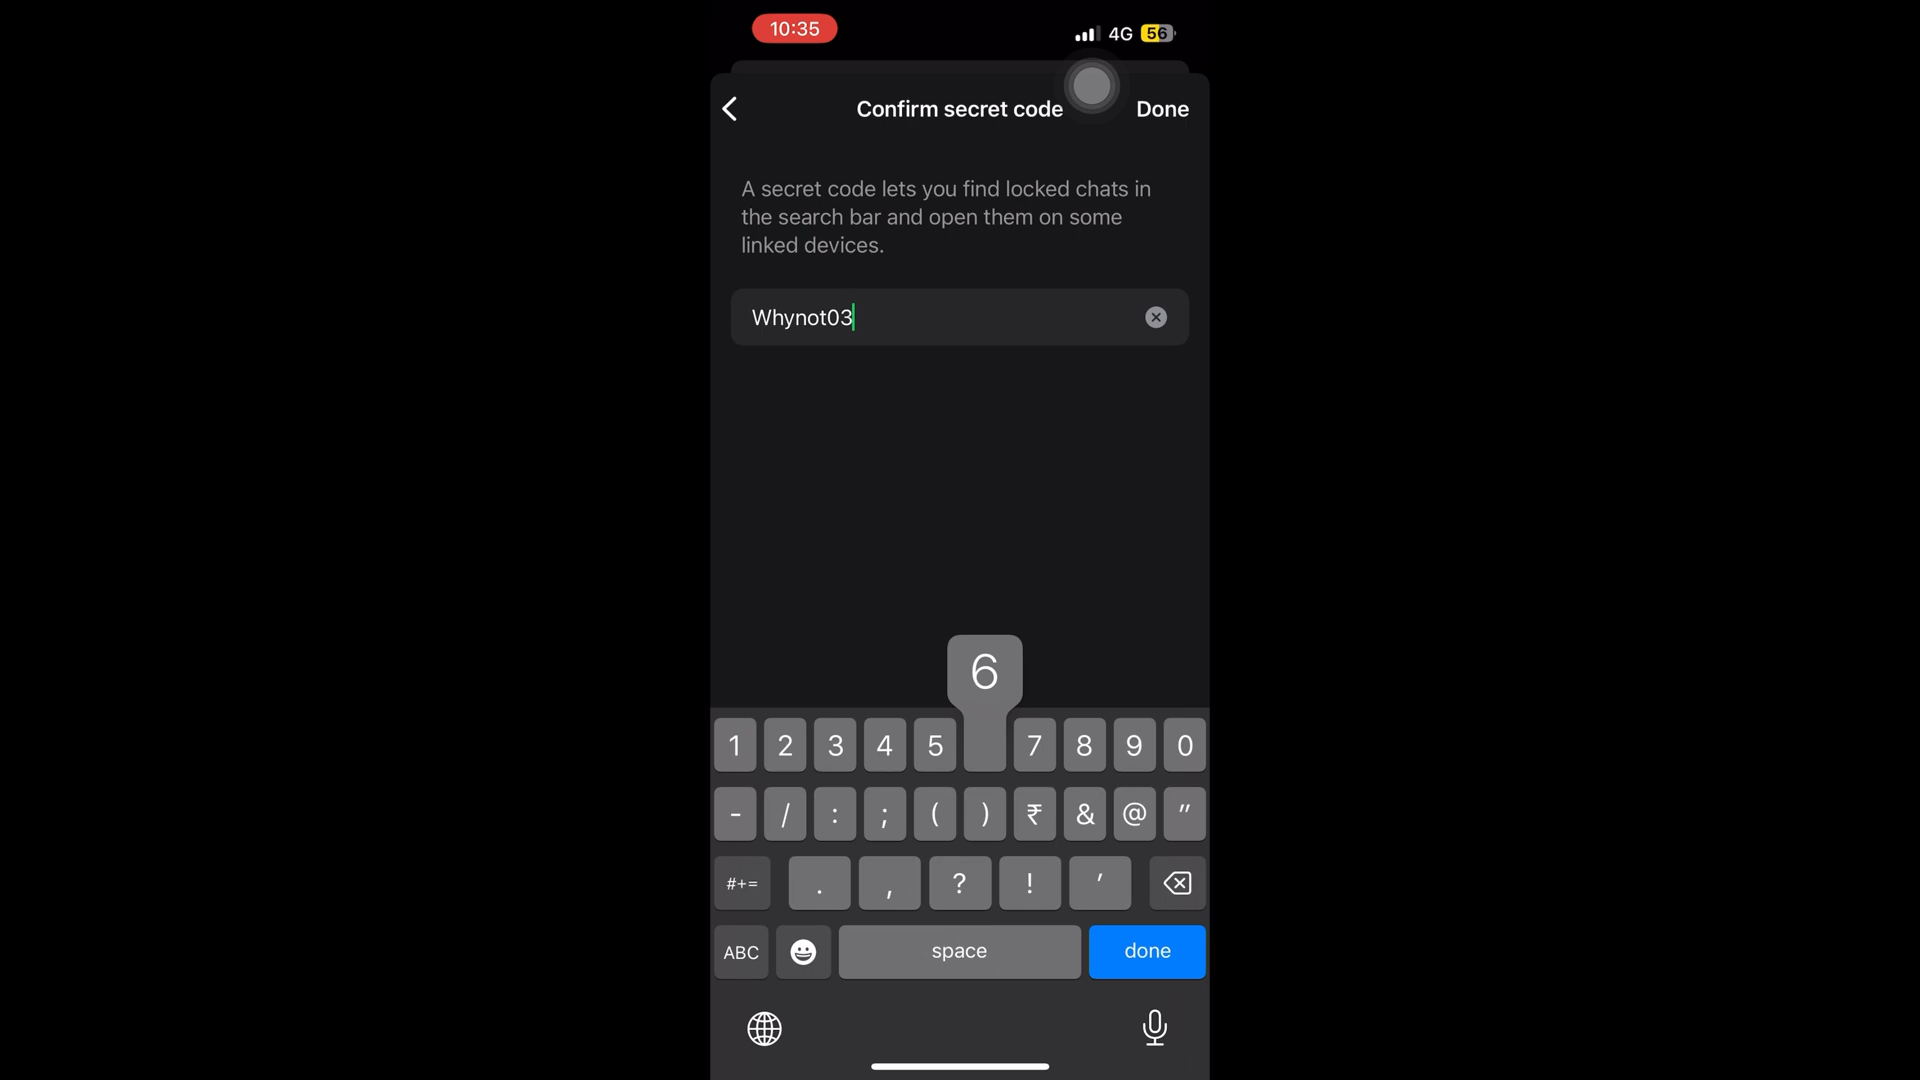 10:35
4G 56
Confirm secret code
Done
A secret code lets you find locked chats in
the search bar and open them on some
linked devices.
Whynot03
6
1 2 3 4 5 7 8 9 0
- / : ; ( ) ₹ & @ "
#+= . , ? ! '
ABC space done